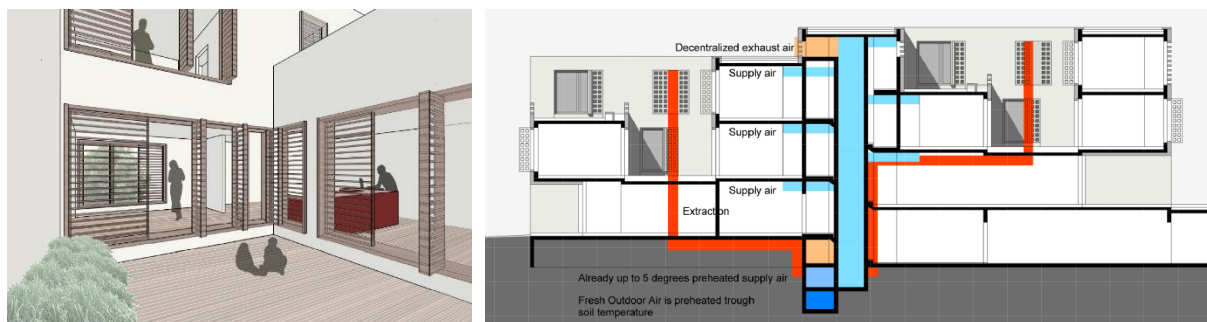 Decentralized exhaust air
Supply air
Supply air
Supply air
Extraction
Already up to 5 degrees preheated supply air
Fresh Outdoor Air is preheated trough
soil temperature